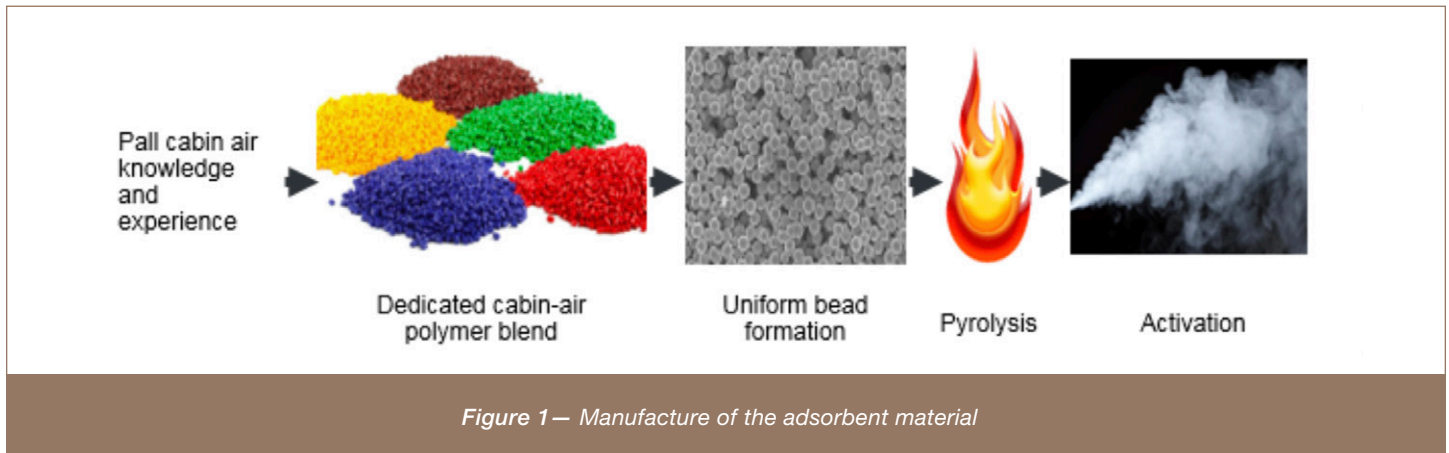 Pall cabin air
knowledge
and
experience
Dedicated cabin-air
polymer blend
Uniform bead
formation
Pyrolysis
Activation
Figure 1— Manufacture of the adsorbent material